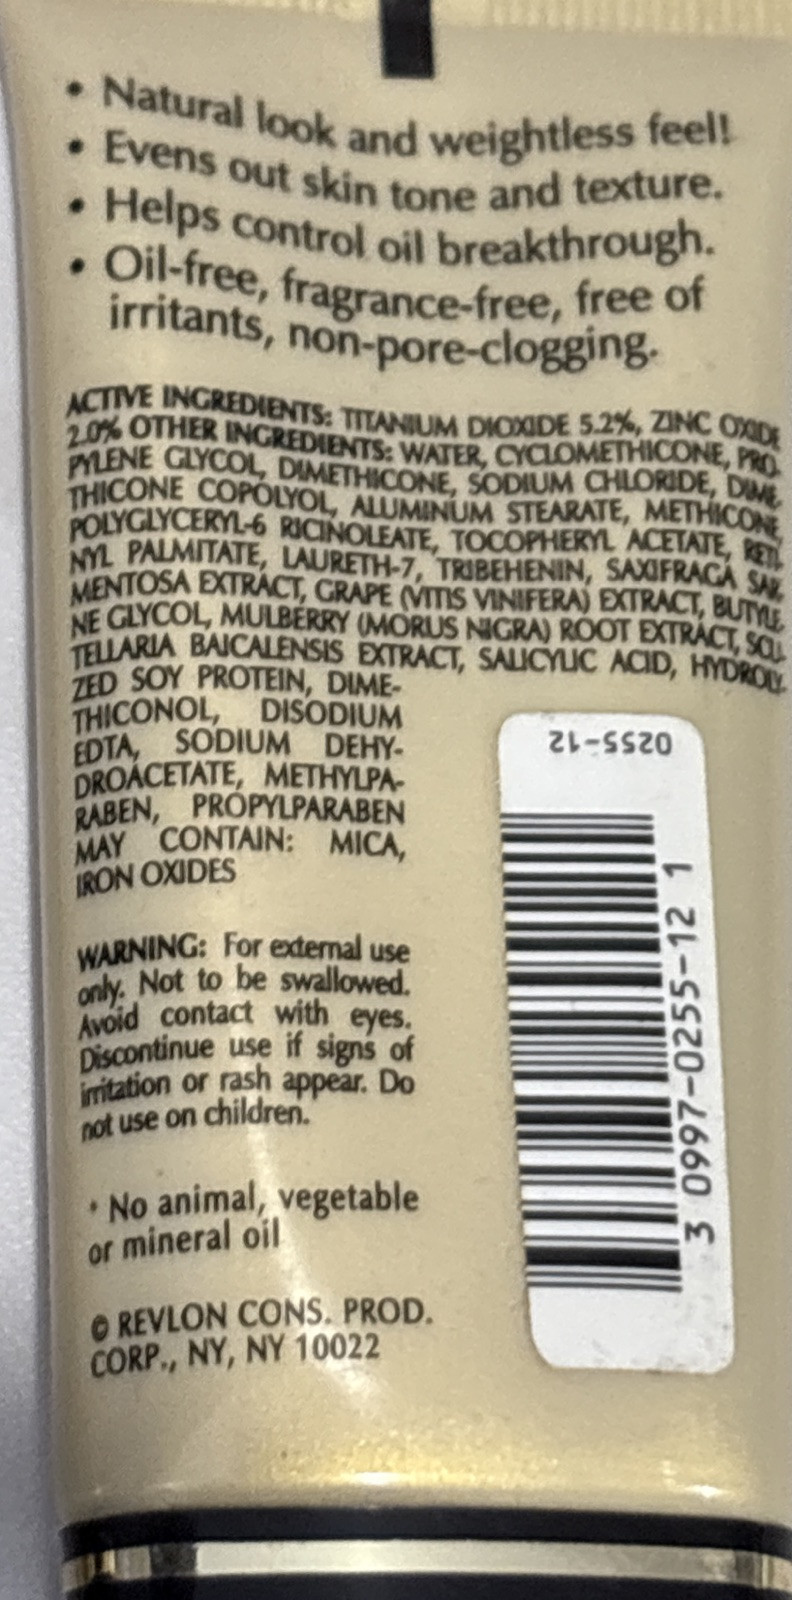 • Natural look and weightless feel!
• Evens out skin tone and texture.
• Helps control oil breakthrough.
• Oil-free, fragrance-free, free of
irritants, non-pore-clogging.
ACTIVE INGREDIENTS: TITANIUM DIOXIDE 5.2%, ZINC OXIDE
2.0% OTHER INGREDIENTS: WATER, CYCLOMETHICONE, PRO-
PYLENE GLYCOL, DIMETHICONE, SODIUM CHLORIDE, DIME-
THICONE COPOLYOL, ALUMINUM STEARATE, METHICONE,
POLYGLYCERYL-6 RICINOLEATE, TOCOPHERYL ACETATE, RETI-
NYL PALMITATE, LAURETH-7, TRIBEHENIN, SAXIFRAGA SAR-
MENTOSA EXTRACT, GRAPE (VITIS VINIFERA) EXTRACT, BUTYLE-
NE GLYCOL, MULBERRY (MORUS NIGRA) ROOT EXTRACT, SCU-
TELLARIA BAICALENSIS EXTRACT, SALICYLIC ACID, HYDROLY-
ZED SOY PROTEIN, DIME-
THICONOL, DISODIUM
EDTA, SODIUM DEHY-
DROACETATE, METHYLPA-
RABEN, PROPYLPARABEN
MAY CONTAIN: MICA,
IRON OXIDES
0255-12
3 0997-0255-12 1
WARNING: For external use
only. Not to be swallowed.
Avoid contact with eyes.
Discontinue use if signs of
irritation or rash appear. Do
not use on children.
• No animal, vegetable
or mineral oil
© REVLON CONS. PROD.
CORP., NY, NY 10022